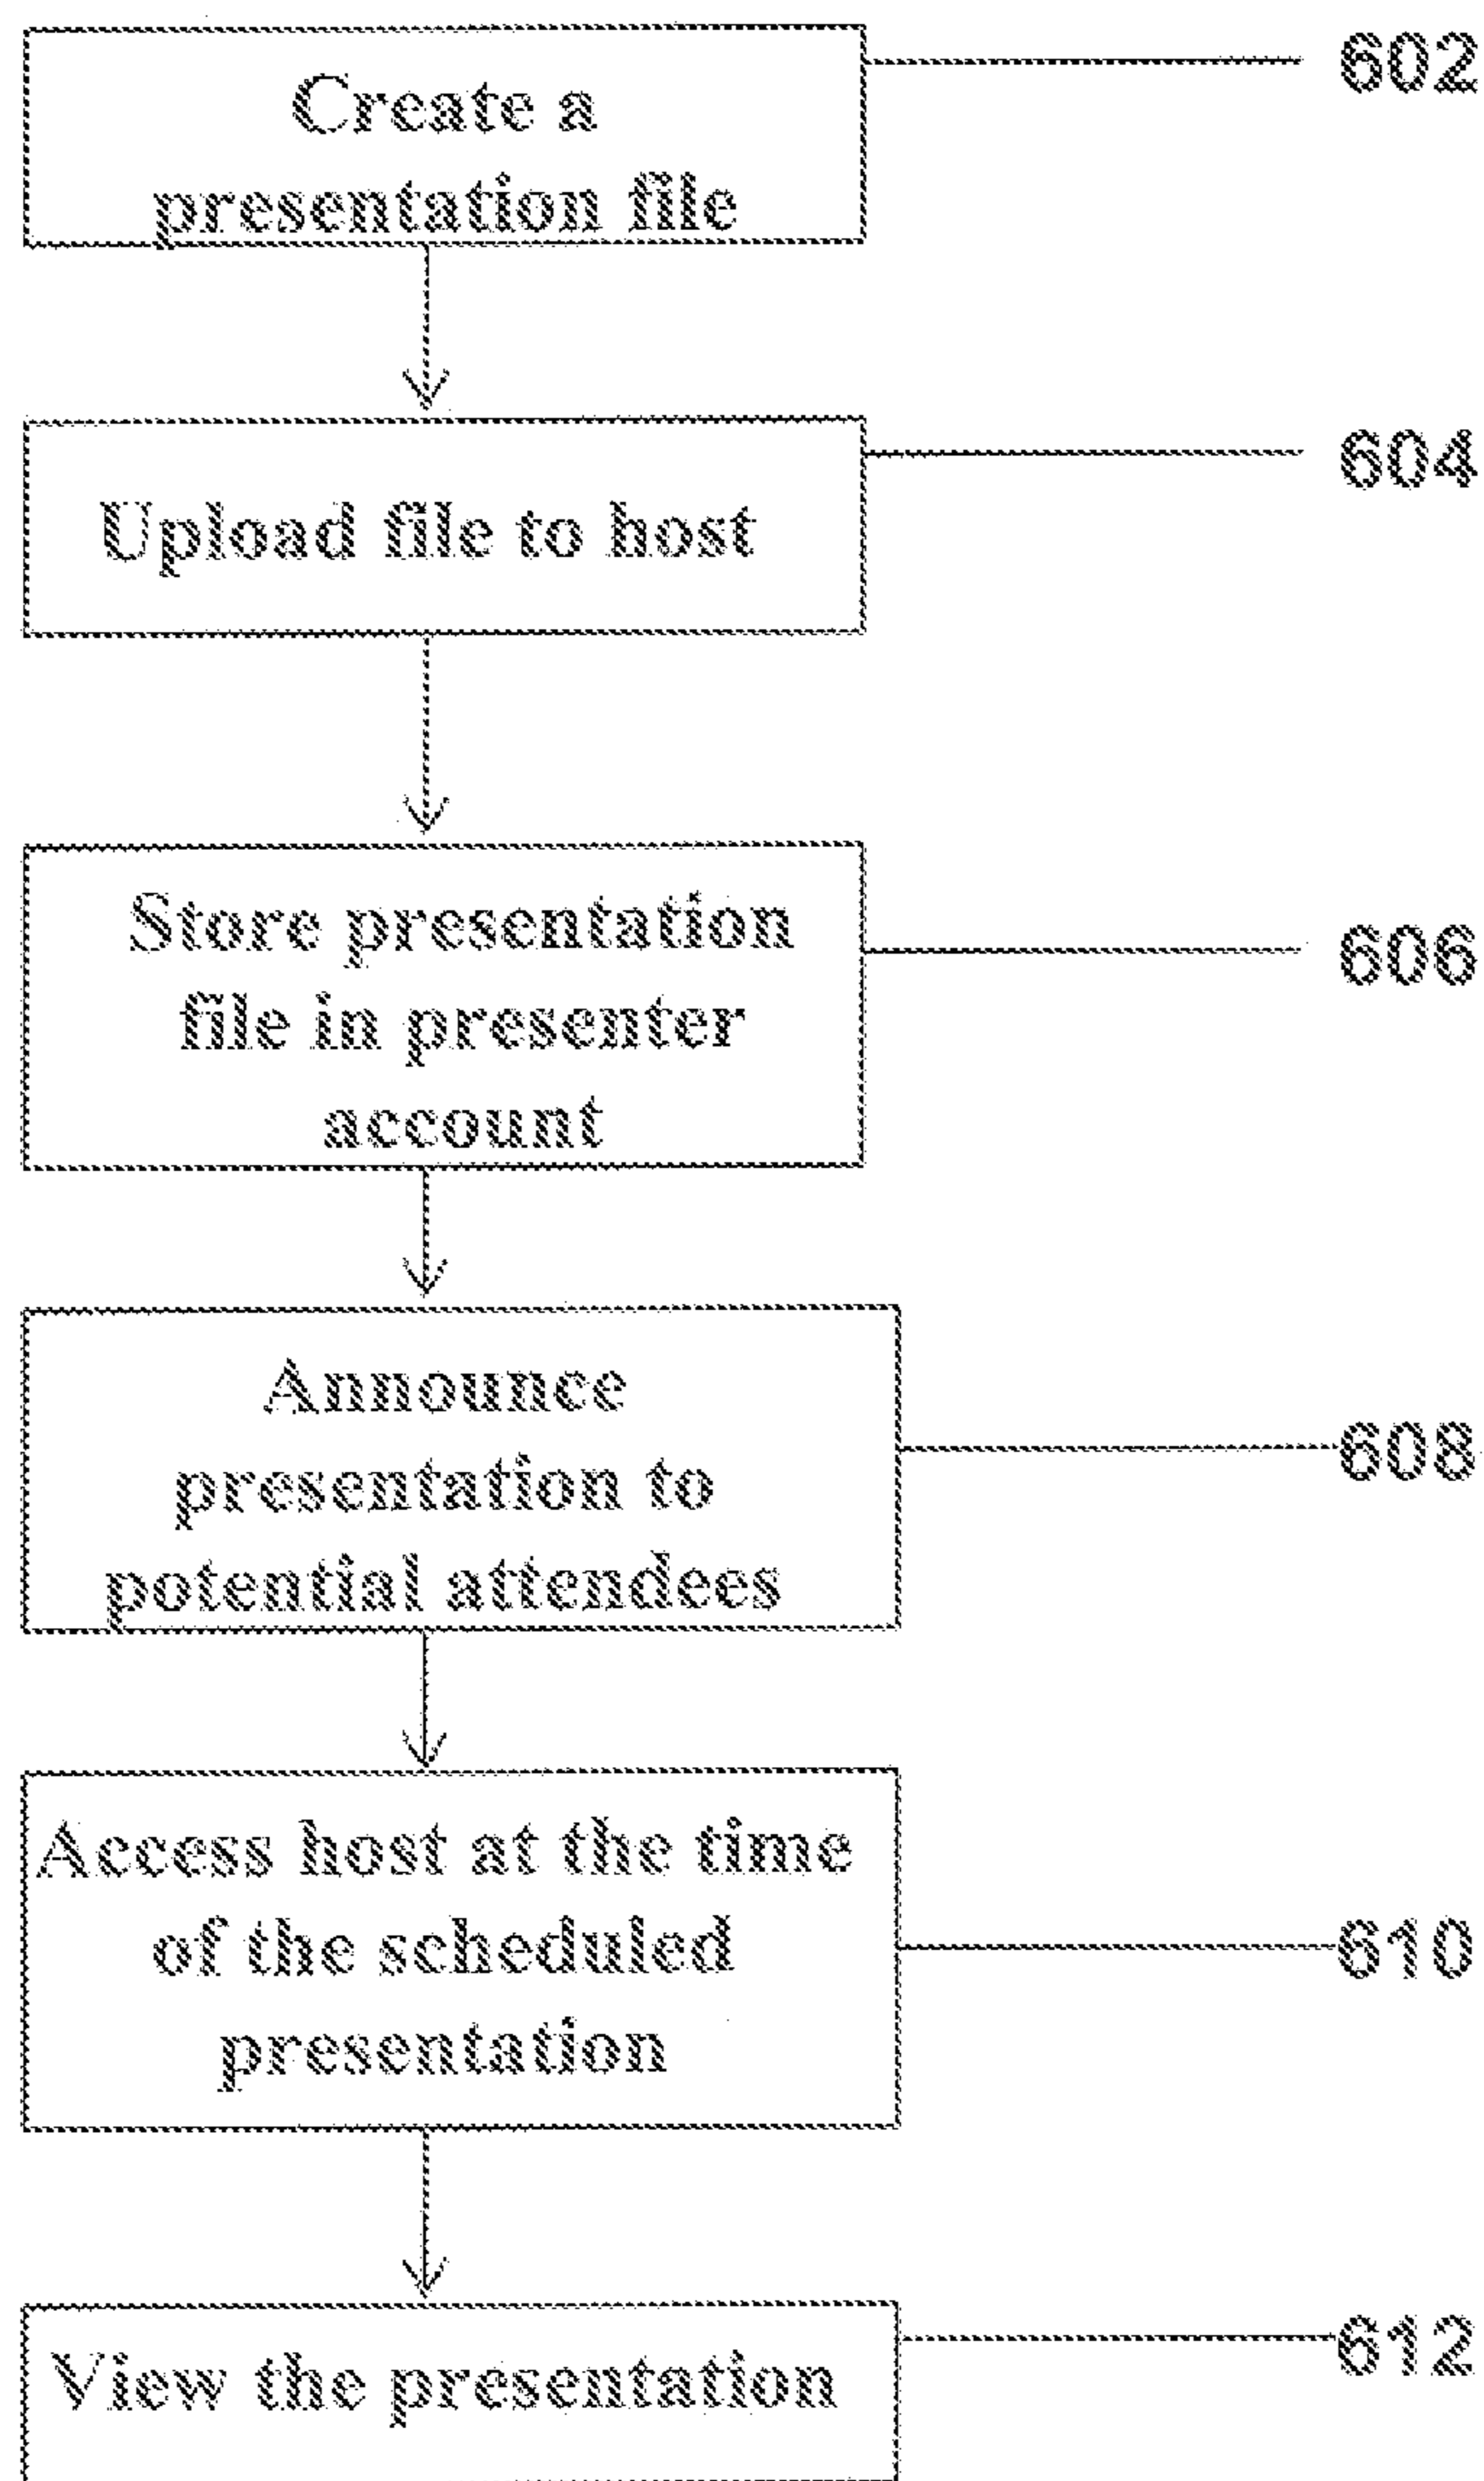 Create a
presentation file
602
Upload file to host
604
Store presentation
file in presenter
account
606
Announce
presentation to
potential attendees
608
Access host at the time
of the scheduled
presentation
610
View the presentation
612